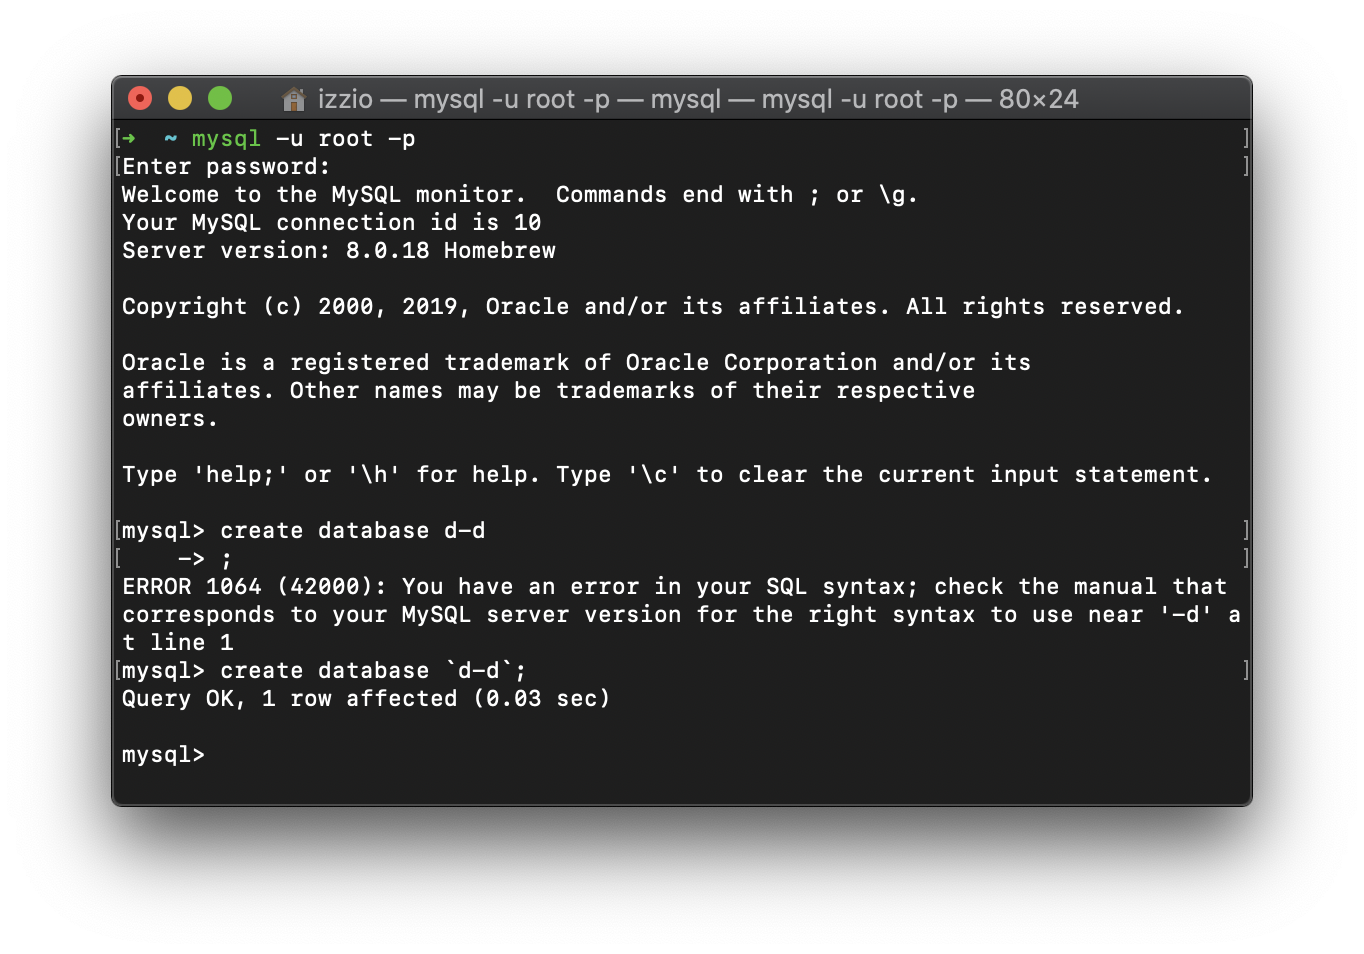 izzio — mysql -u root -p — mysql — mysql -u root -p — 80×24
[➜  ~ mysql -u root -p ]
[Enter password: ]
Welcome to the MySQL monitor.  Commands end with ; or \g.
Your MySQL connection id is 10
Server version: 8.0.18 Homebrew
Copyright (c) 2000, 2019, Oracle and/or its affiliates. All rights reserved.
Oracle is a registered trademark of Oracle Corporation and/or its
affiliates. Other names may be trademarks of their respective
owners.
Type 'help;' or '\h' for help. Type '\c' to clear the current input statement.
[mysql> create database d-d ]
[    -> ; ]
ERROR 1064 (42000): You have an error in your SQL syntax; check the manual that
corresponds to your MySQL server version for the right syntax to use near '-d' a
t line 1
[mysql> create database `d-d`; ]
Query OK, 1 row affected (0.03 sec)
mysql>